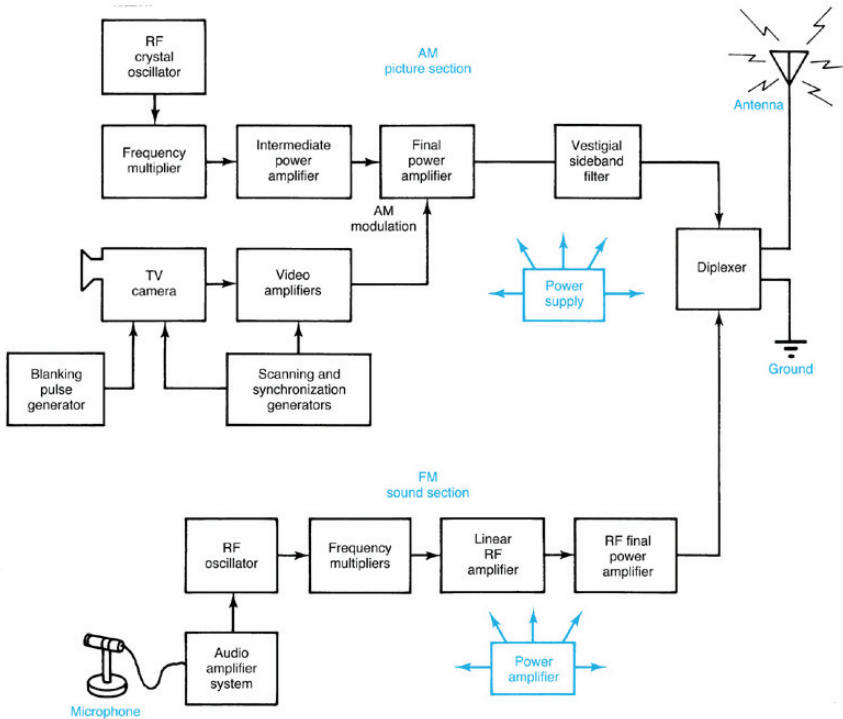 RF
crystal
oscillator
AM
picture section
Antenna
Frequency
multiplier
Intermediate
power
amplifier
Final
power
amplifier
Vestigial
sideband
filter
AM
modulation
Diplexer
TV
camera
Video
amplifiers
Power
supply
Ground
Blanking
pulse
generator
Scanning and
synchronization
generators
FM
sound section
RF
oscillator
Frequency
multipliers
Linear
RF
amplifier
RF final
power
amplifier
Audio
amplifier
system
Power
amplifier
Microphone